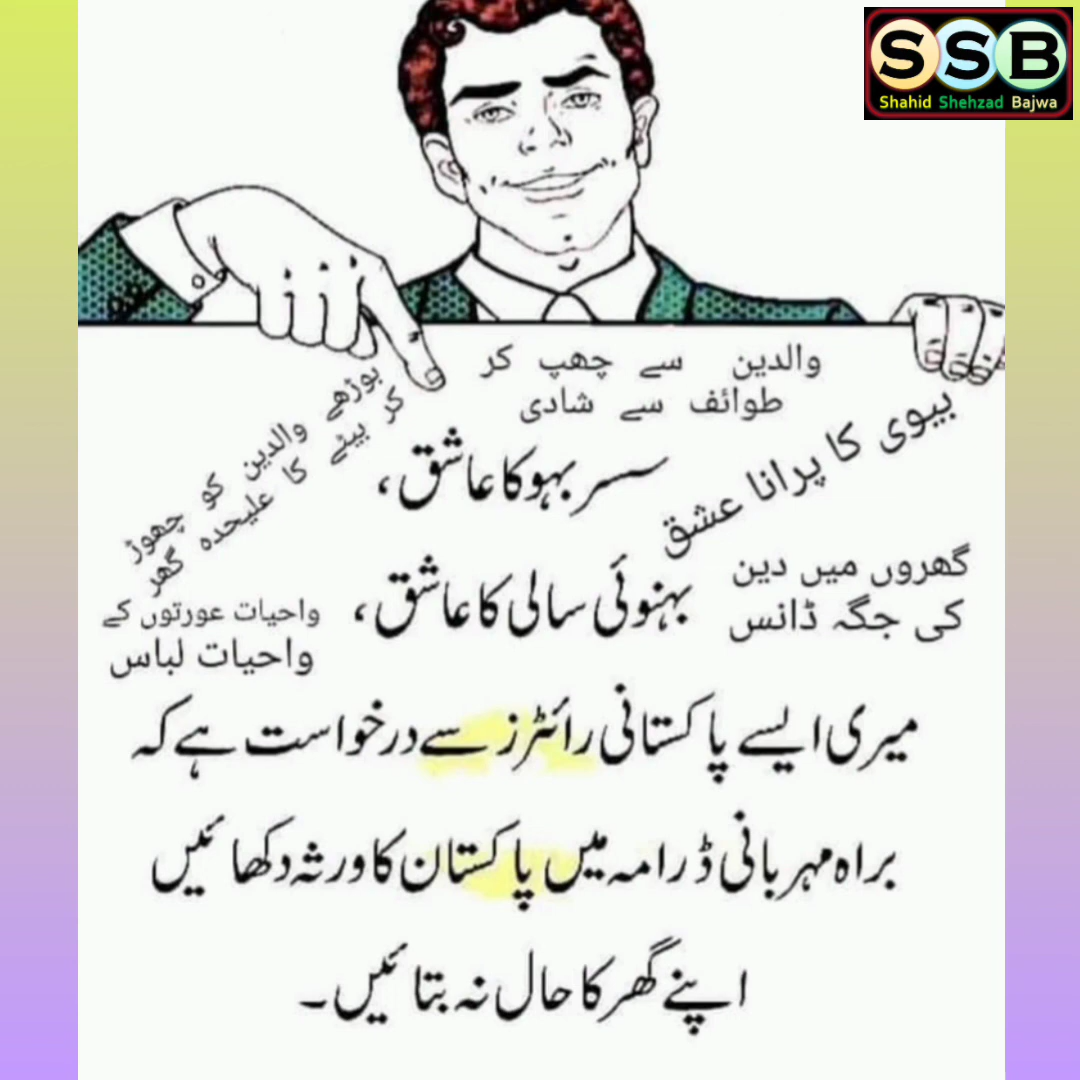 SSB
Shahid Shehzad Bajwa
والدین سے چھپ کر
طوائف سے شادی
بوڑھے والدین کو چھوڑ
کر بیٹے کا علیحدہ گھر
بیوی کا پرانا عشق
سسر بہو کا عاشق،
گھروں میں دین
کی جگہ ڈانس
بہنوئی سالی کا عاشق،
واحیات عورتوں کے
واحیات لباس
میری ایسے پاکستانی رائٹرز سے درخواست ہے کہ
براہ مہربانی ڈرامہ میں پاکستان کا ورثہ دکھائیں
اپنے گھر کا حال نہ بتائیں۔